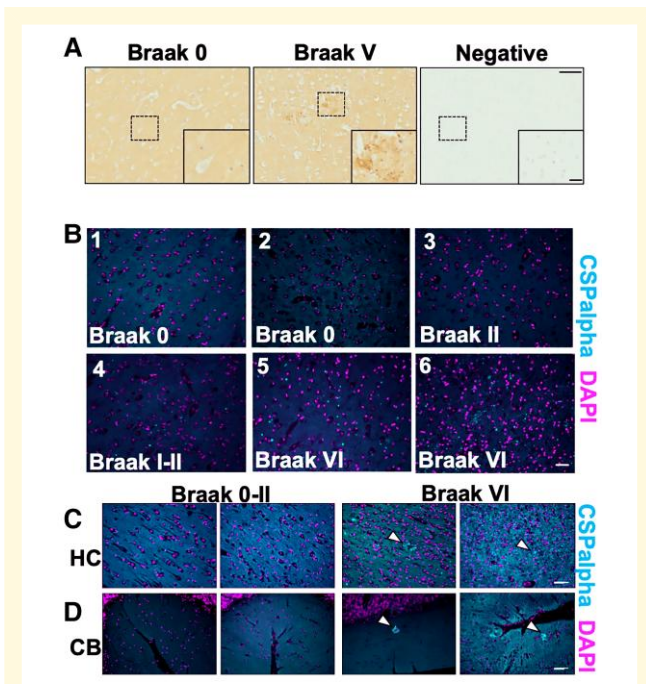 A
Braak 0 Braak V Negative
B
1 2 3
Braak 0 Braak 0 Braak II
CSPalpha DAPI
4 5 6
Braak I-II Braak VI Braak VI
Braak 0-II Braak VI
C
HC
D
CB
CSPalpha DAPI